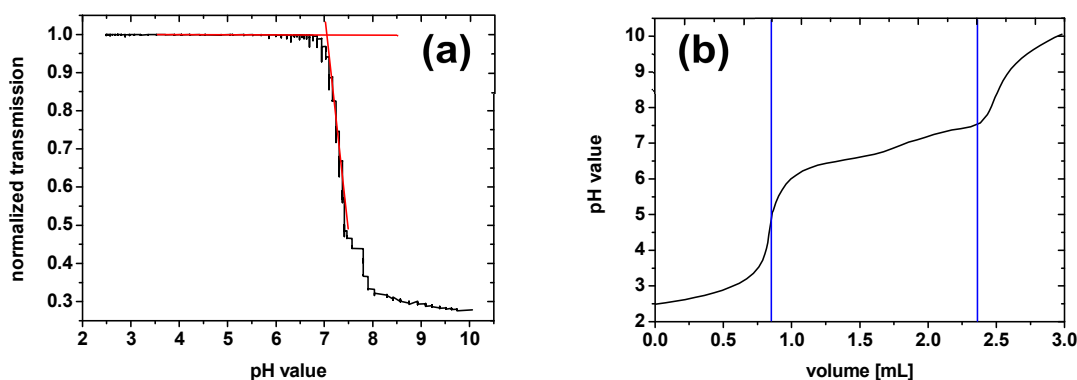 (a)
normalized transmission
1.0
0.9
0.8
0.7
0.6
0.5
0.4
0.3
2 3 4 5 6 7 8 9 10
pH value
(b)
pH value
10
9
8
7
6
5
4
3
2
0.0 0.5 1.0 1.5 2.0 2.5 3.0
volume [mL]